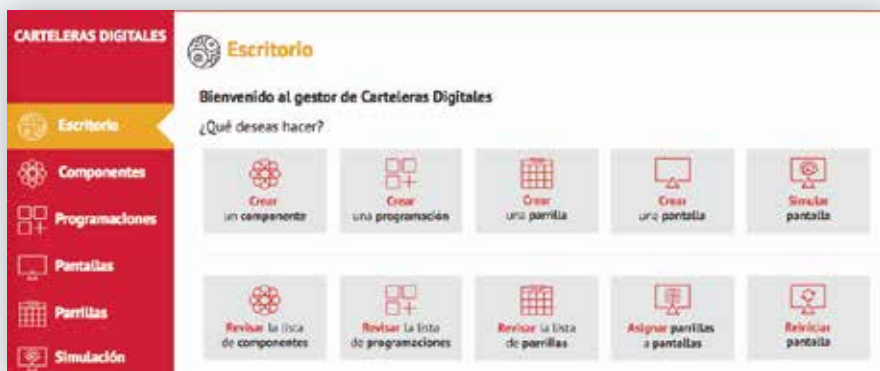 CARTELERAS DIGITALES
Escritorio
Componentes
Programaciones
Pantallas
Parrillas
Simulación
Escritorio
Bienvenido al gestor de Carteleras Digitales
¿Qué deseas hacer?
Crear
un componente
Crear
una programación
Crear
una parrilla
Crear
una pantalla
Simular
pantalla
Revisar la lista
de componentes
Revisar la lista
de programaciones
Revisar la lista
de parrillas
Asignar parrillas
a pantallas
Reiniciar
pantalla